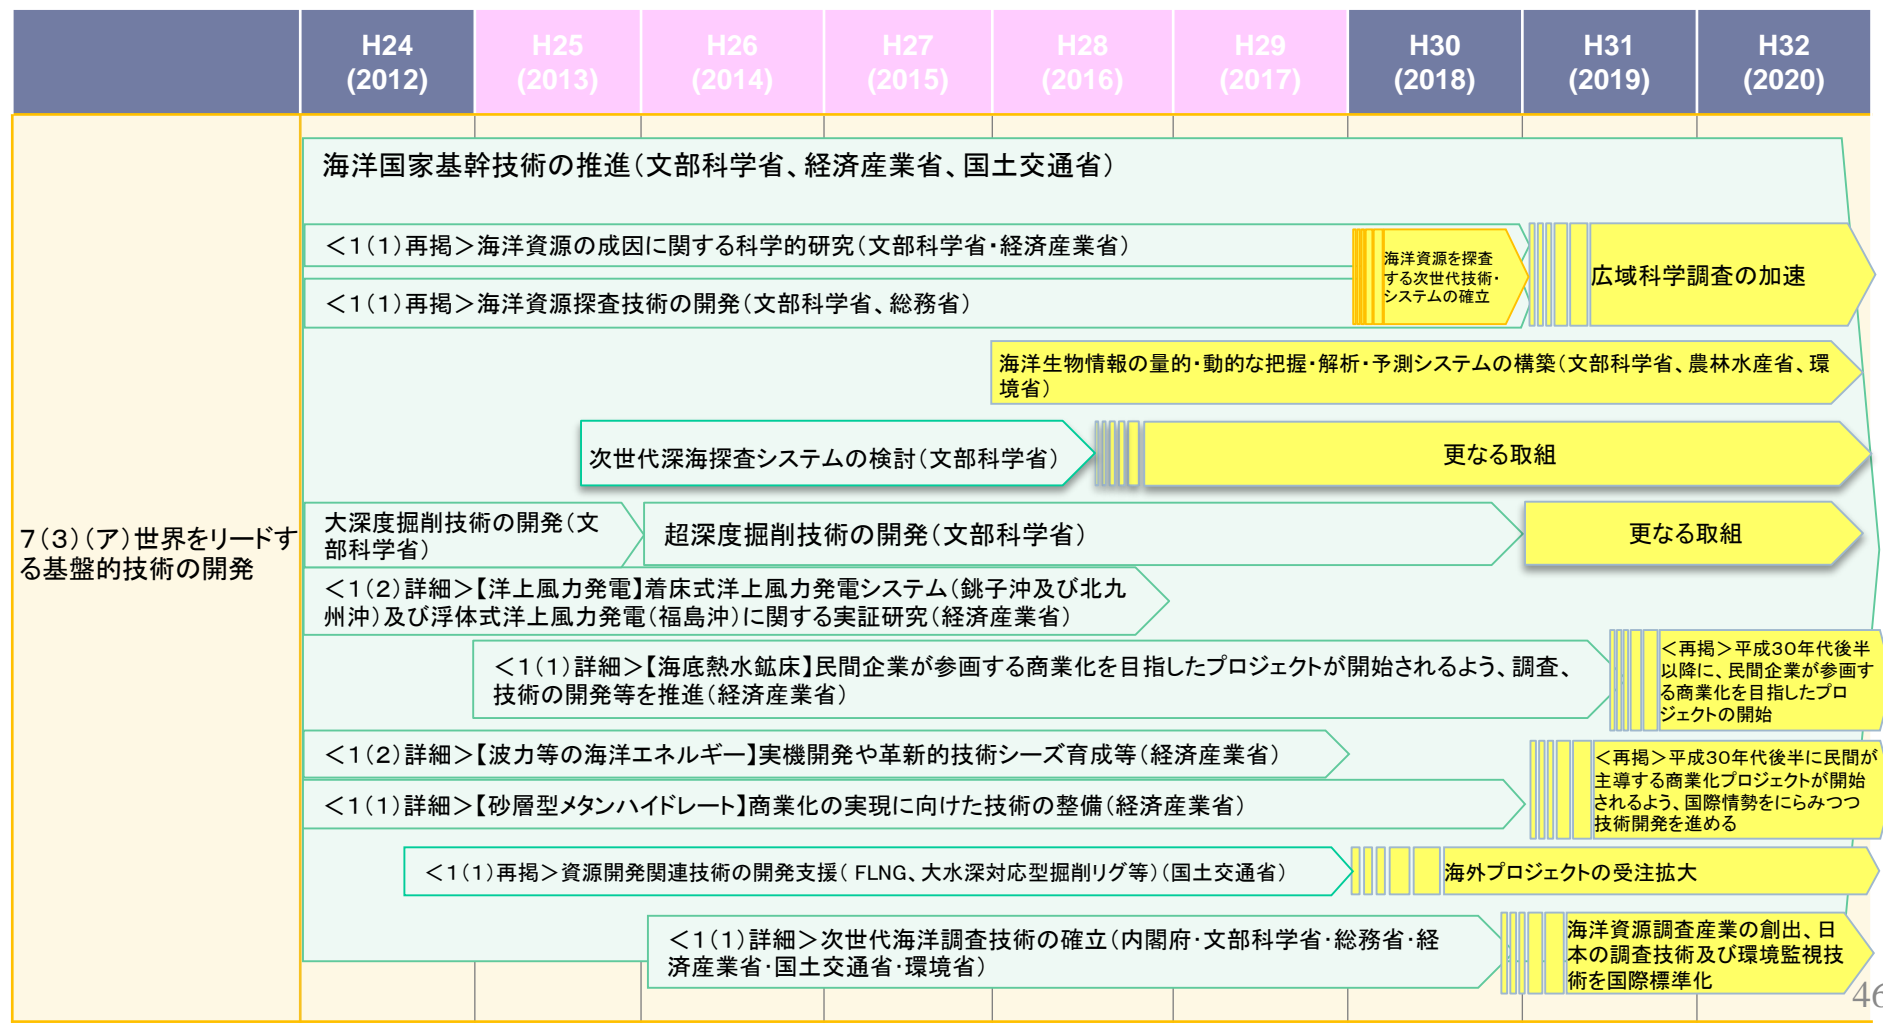 H24
(2012)
H25
(2013)
H26
(2014)
H27
(2015)
H28
(2016)
H29
(2017)
H30
(2018)
H31
(2019)
H32
(2020)
7(3)(ア)世界をリードす
る基盤的技術の開発
海洋国家基幹技術の推進(文部科学省、経済産業省、国土交通省)
<1(1)再掲>海洋資源の成因に関する科学的研究(文部科学省・経済産業省)
<1(1)再掲>海洋資源探査技術の開発(文部科学省、総務省)
海洋資源を探査
する次世代技術・
システムの確立
広域科学調査の加速
海洋生物情報の量的・動的な把握・解析・予測システムの構築(文部科学省、農林水産省、環
境省)
次世代深海探査システムの検討(文部科学省)
更なる取組
大深度掘削技術の開発(文
部科学省)
超深度掘削技術の開発(文部科学省)
更なる取組
<1(2)詳細>【洋上風力発電】着床式洋上風力発電システム(銚子沖及び北九
州沖)及び浮体式洋上風力発電(福島沖)に関する実証研究(経済産業省)
<1(1)詳細>【海底熱水鉱床】民間企業が参画する商業化を目指したプロジェクトが開始されるよう、調査、
技術の開発等を推進(経済産業省)
<再掲>平成30年代後半
以降に、民間企業が参画す
る商業化を目指したプロ
ジェクトの開始
<1(2)詳細>【波力等の海洋エネルギー】実機開発や革新的技術シーズ育成等(経済産業省)
<1(1)詳細>【砂層型メタンハイドレート】商業化の実現に向けた技術の整備(経済産業省)
<再掲>平成30年代後半に民間が
主導する商業化プロジェクトが開始
されるよう、国際情勢をにらみつつ
技術開発を進める
<1(1)再掲>資源開発関連技術の開発支援( FLNG、大水深対応型掘削リグ等)(国土交通省)
海外プロジェクトの受注拡大
<1(1)詳細>次世代海洋調査技術の確立(内閣府・文部科学省・総務省・経
済産業省・国土交通省・環境省)
海洋資源調査産業の創出、日
本の調査技術及び環境監視技
術を国際標準化
46